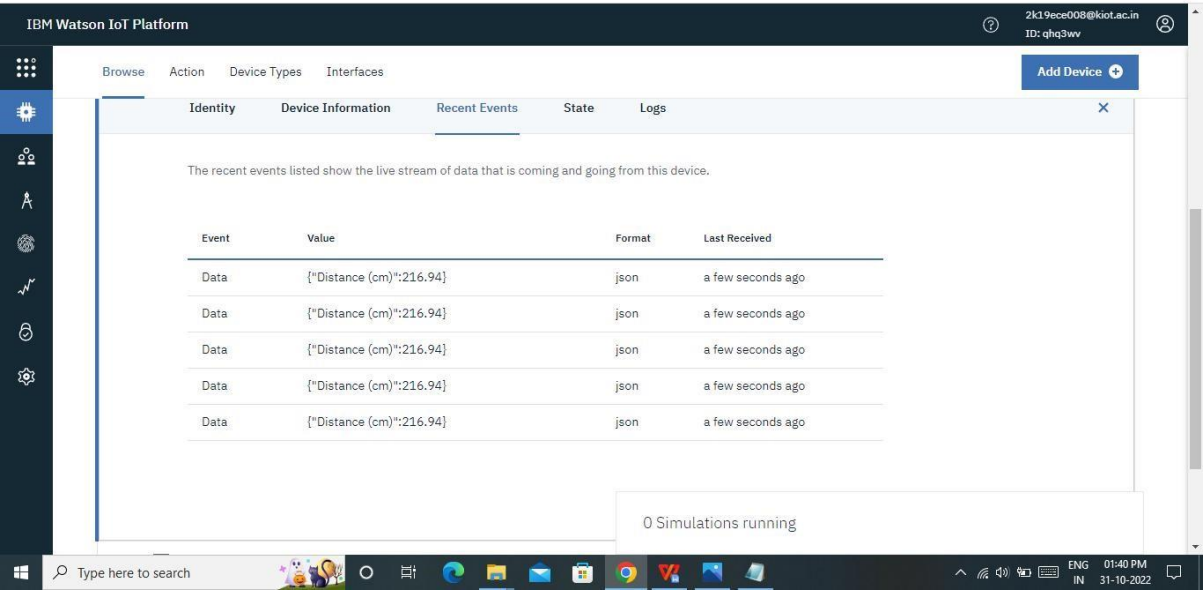 IBM Watson IoT Platform
2k19ece008@kiot.ac.in
ID: qhq3wv
Browse Action Device Types Interfaces
Add Device
Identity Device Information Recent Events State Logs
The recent events listed show the live stream of data that is coming and going from this device.
Event Value Format Last Received
Data {"Distance (cm)":216.94} json a few seconds ago
Data {"Distance (cm)":216.94} json a few seconds ago
Data {"Distance (cm)":216.94} json a few seconds ago
Data {"Distance (cm)":216.94} json a few seconds ago
Data {"Distance (cm)":216.94} json a few seconds ago
0 Simulations running
Type here to search
ENG 01:40 PM
IN 31-10-2022